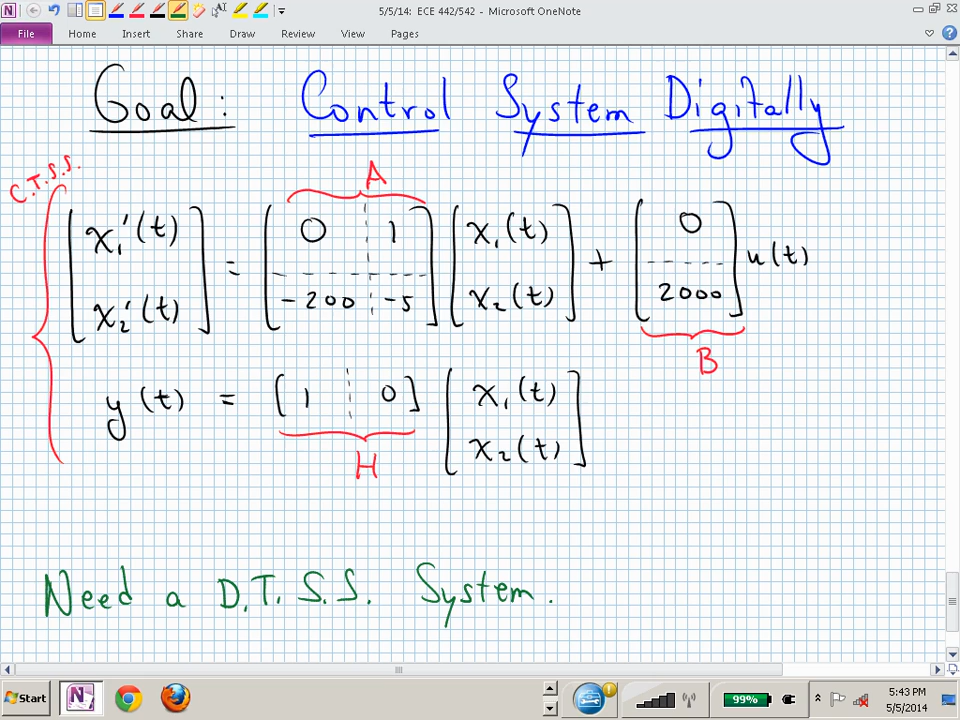 5/5/14: ECE 442/542 - Microsoft OneNote
File Home Insert Share Draw Review View Pages
Goal: Control System Digitally
C.T.S.S.
A
[x₁'(t) x₂'(t)] = [0 1 -200 -5] [x₁(t) x₂(t)] + [0 2000] u(t)
B
y(t) = [1 0] [x₁(t) x₂(t)]
H
Need a D.T. S.S. System.
Start
99%
5:43 PM
5/5/2014